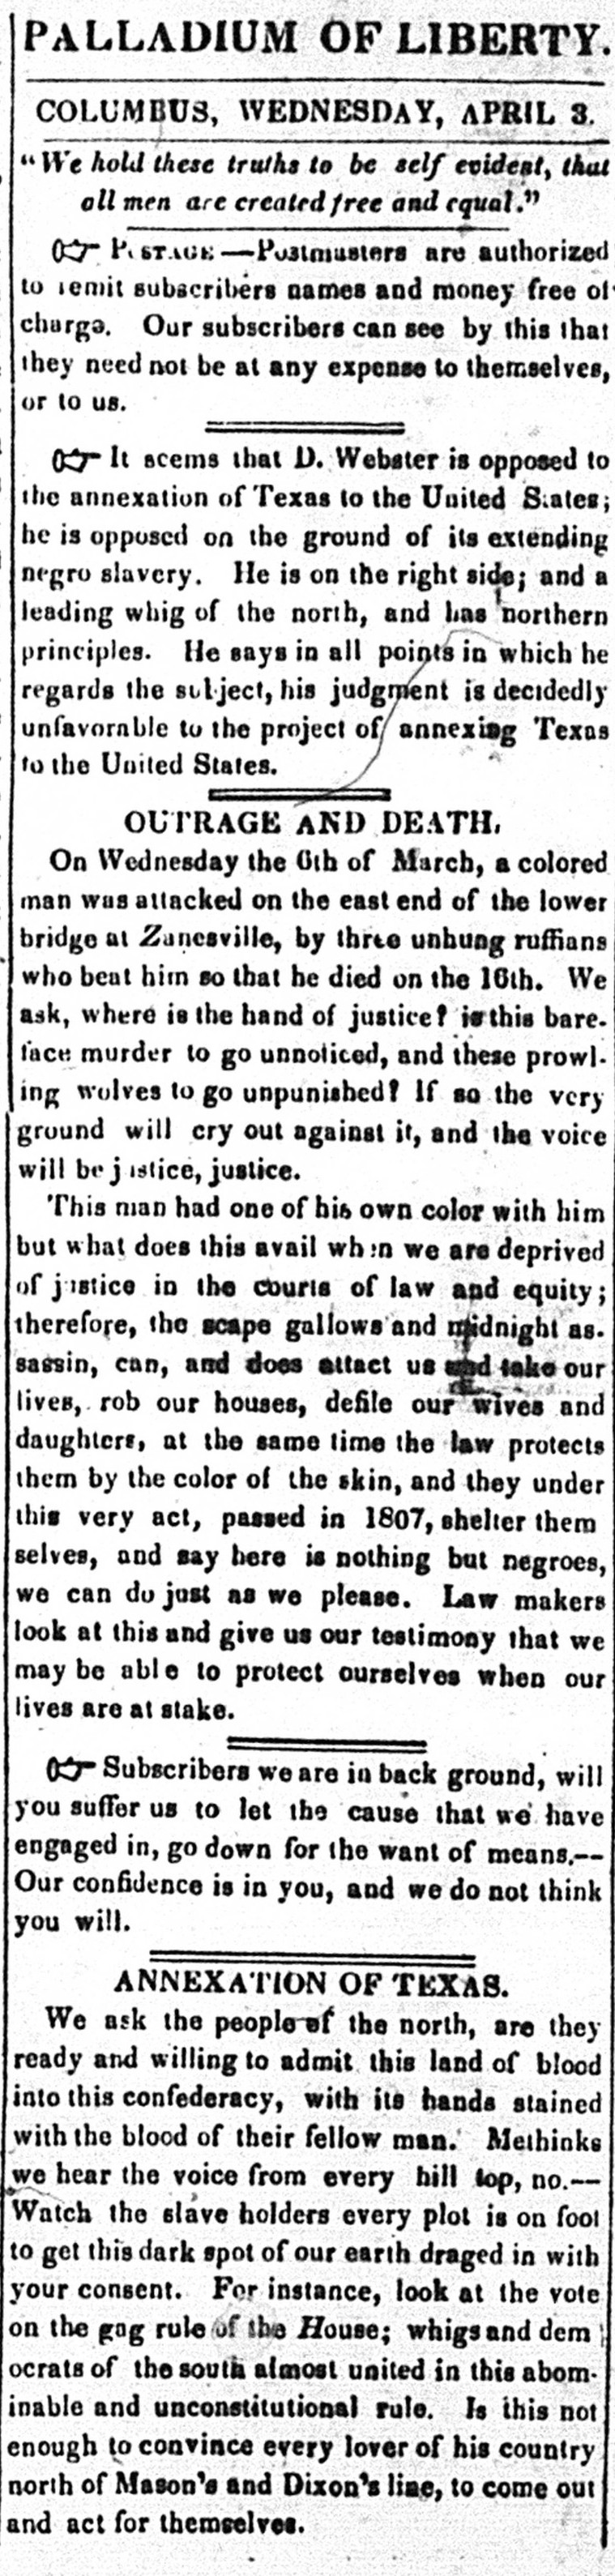 PALLADIUM OF LIBERTY.
COLUMBUS, WEDNESDAY, APRIL 3.
"We hold these truths to be self evident, that
all men are created free and equal."
POSTAGE.—Postmasters are authorized
to remit subscribers names and money free of
charge. Our subscribers can see by this that
they need not be at any expense to themselves,
or to us.
It seems that D. Webster is opposed to
the annexation of Texas to the United States;
he is opposed on the ground of its extending
negro slavery. He is on the right side; and a
leading whig of the north, and has northern
principles. He says in all points in which he
regards the subject, his judgment is decidedly
unfavorable to the project of annexing Texas
to the United States.
OUTRAGE AND DEATH.
On Wednesday the 6th of March, a colored
man was attacked on the east end of the lower
bridge at Zanesville, by three unhung ruffians
who beat him so that he died on the 16th. We
ask, where is the hand of justice? is this bare-
face murder to go unnoticed, and these prowl-
ing wolves to go unpunished? If so the very
ground will cry out against it, and the voice
will be justice, justice.
This man had one of his own color with him
but what does this avail when we are deprived
of justice in the courts of law and equity;
therefore, the scape gallows and midnight as-
sassin, can, and does attact us and take our
lives, rob our houses, defile our wives and
daughters, at the same time the law protects
them by the color of the skin, and they under
this very act, passed in 1807, shelter them
selves, and say here is nothing but negroes,
we can do just as we please. Law makers
look at this and give us our testimony that we
may be able to protect ourselves when our
lives are at stake.
Subscribers we are in back ground, will
you suffer us to let the cause that we have
engaged in, go down for the want of means.—
Our confidence is in you, and we do not think
you will.
ANNEXATION OF TEXAS.
We ask the people of the north, are they
ready and willing to admit this land of blood
into this confederacy, with its hands stained
with the blood of their fellow man. Methinks
we hear the voice from every hill top, no.—
Watch the slave holders every plot is on foot
to get this dark spot of our earth draged in with
your consent. For instance, look at the vote
on the gag rule of the House; whigs and dem
ocrats of the south almost united in this abom-
inable and unconstitutional rule. Is this not
enough to convince every lover of his country
north of Mason's and Dixon's line, to come out
and act for themselves.